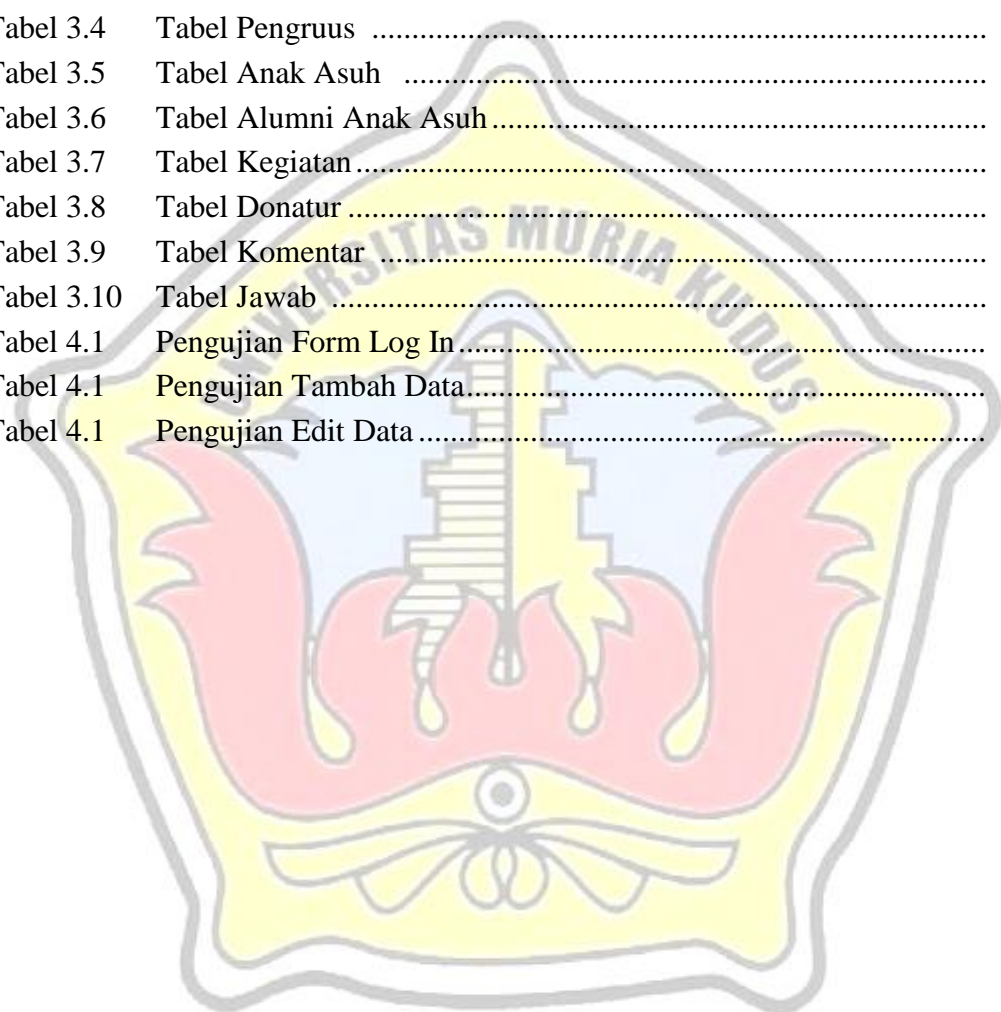 Tabel 3.4 Tabel Pengruus ........................................................................
Tabel 3.5 Tabel Anak Asuh ........................................................................
Tabel 3.6 Tabel Alumni Anak Asuh ........................................................................
Tabel 3.7 Tabel Kegiatan ........................................................................
Tabel 3.8 Tabel Donatur ........................................................................
Tabel 3.9 Tabel Komentar ........................................................................
Tabel 3.10 Tabel Jawab ........................................................................
Tabel 4.1 Pengujian Form Log In ........................................................................
Tabel 4.1 Pengujian Tambah Data ........................................................................
Tabel 4.1 Pengujian Edit Data ........................................................................
UNIVERSITAS MURIA KUDUS